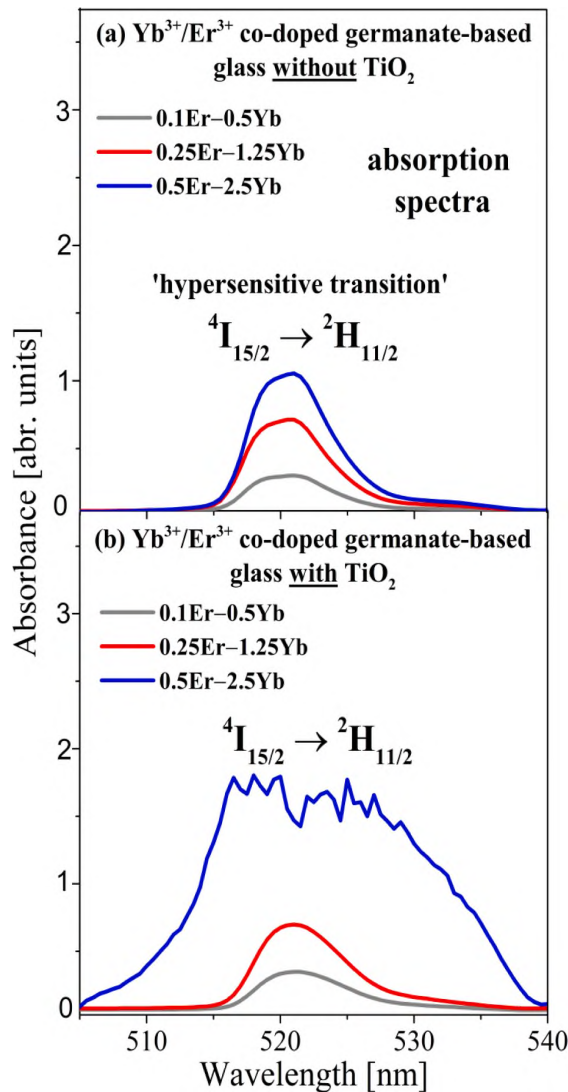 (a) Yb³⁺/Er³⁺ co-doped germanate-based
glass without TiO₂
0.1Er–0.5Yb
0.25Er–1.25Yb
0.5Er–2.5Yb
absorption
spectra
'hypersensitive transition'
⁴I₁₅/₂ → ²H₁₁/₂
3
2
1
0
(b) Yb³⁺/Er³⁺ co-doped germanate-based
glass with TiO₂
0.1Er–0.5Yb
0.25Er–1.25Yb
0.5Er–2.5Yb
⁴I₁₅/₂ → ²H₁₁/₂
3
2
1
0
Absorbance [abr. units]
510 520 530 540
Wavelength [nm]